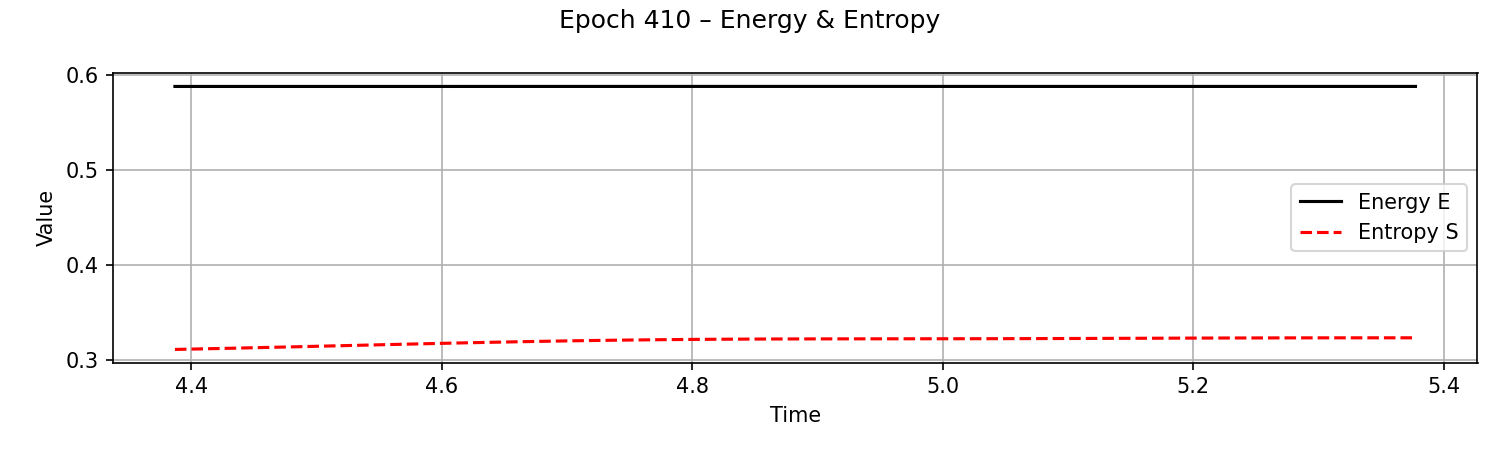 Epoch 410 – Energy & Entropy
0.6
0.5
0.4
0.3
Value
Energy E
Entropy S
4.4 4.6 4.8 5.0 5.2 5.4
Time